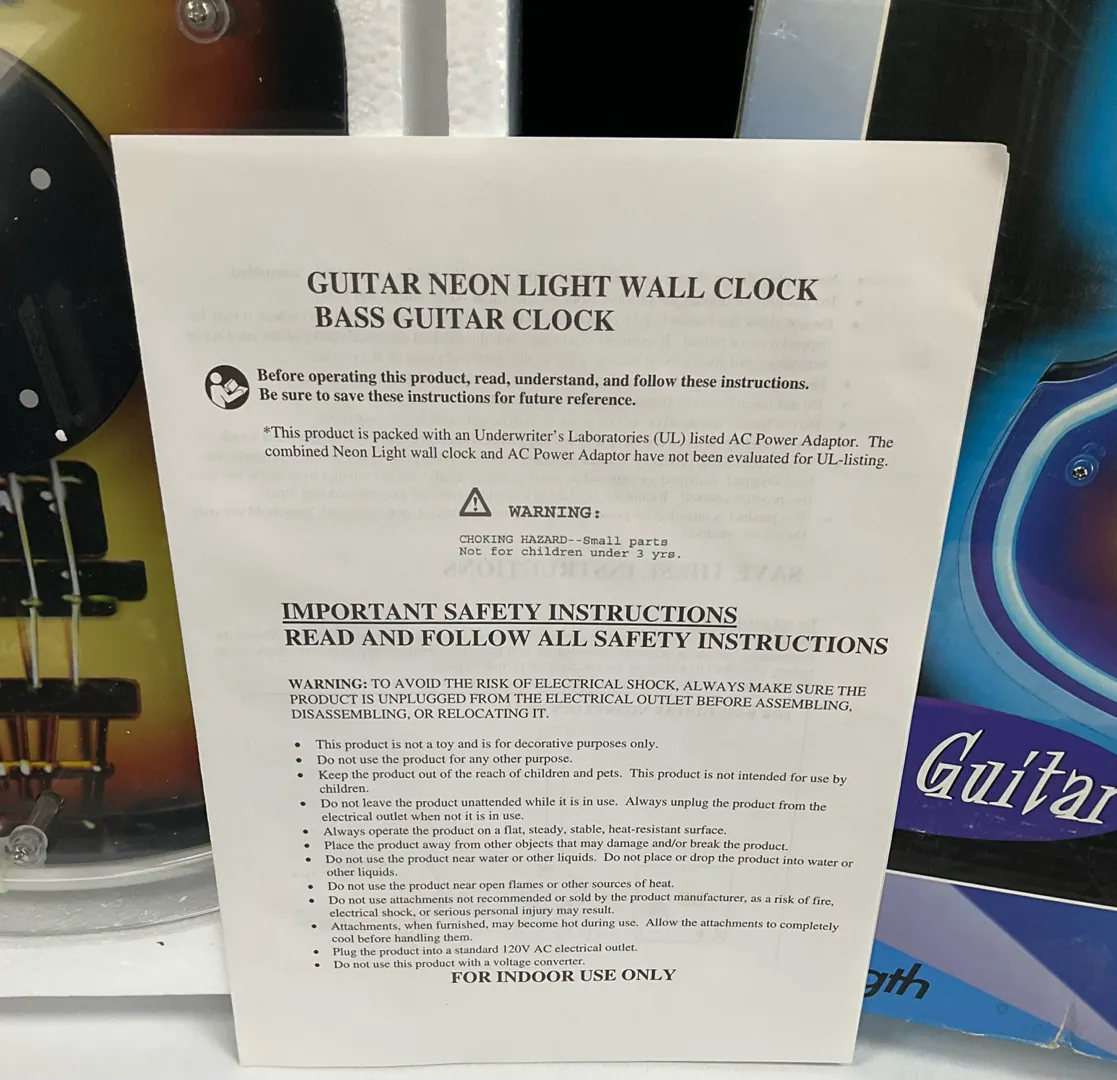 GUITAR NEON LIGHT WALL CLOCK
BASS GUITAR CLOCK
Before operating this product, read, understand, and follow these instructions.
Be sure to save these instructions for future reference.
*This product is packed with an Underwriter's Laboratories (UL) listed AC Power Adaptor. The
combined Neon Light wall clock and AC Power Adaptor have not been evaluated for UL-listing.
WARNING:
CHOKING HAZARD--Small parts
Not for children under 3 yrs.
IMPORTANT SAFETY INSTRUCTIONS
READ AND FOLLOW ALL SAFETY INSTRUCTIONS
WARNING: TO AVOID THE RISK OF ELECTRICAL SHOCK, ALWAYS MAKE SURE THE
PRODUCT IS UNPLUGGED FROM THE ELECTRICAL OUTLET BEFORE ASSEMBLING,
DISASSEMBLING, OR RELOCATING IT.
• This product is not a toy and is for decorative purposes only.
• Do not use the product for any other purpose.
• Keep the product out of the reach of children and pets. This product is not intended for use by
children.
• Do not leave the product unattended while it is in use. Always unplug the product from the
electrical outlet when not it is in use.
• Always operate the product on a flat, steady, stable, heat-resistant surface.
• Place the product away from other objects that may damage and/or break the product.
• Do not use the product near water or other liquids. Do not place or drop the product into water or
other liquids.
• Do not use the product near open flames or other sources of heat.
• Do not use attachments not recommended or sold by the product manufacturer, as a risk of fire,
electrical shock, or serious personal injury may result.
• Attachments, when furnished, may become hot during use. Allow the attachments to completely
cool before handling them.
• Plug the product into a standard 120V AC electrical outlet.
• Do not use this product with a voltage converter.
FOR INDOOR USE ONLY
Guitar
gth